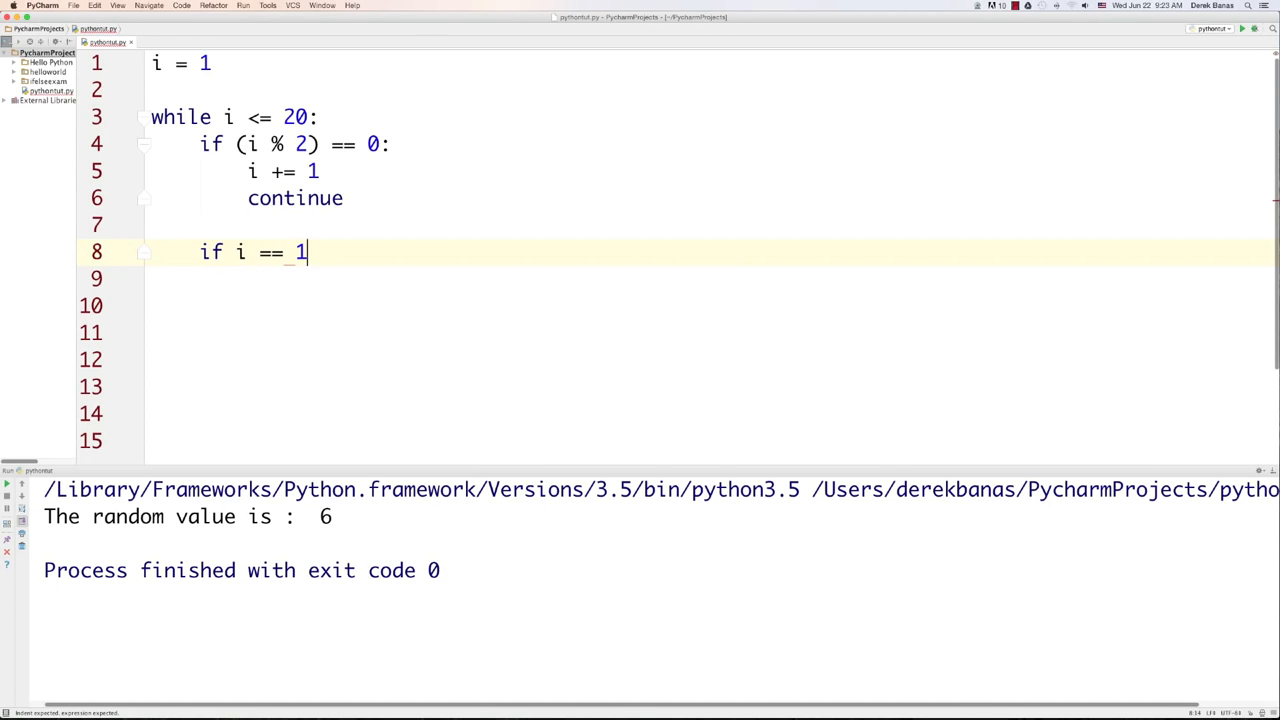 PyCharm File Edit View Navigate Code Refactor Run Tools VCS Window Help 10 Wed Jun 22 9:23 AM Derek Banas
pythontut.py - PycharmProjects - [~/PycharmProjects]
PycharmProjects pythontut.py pythontut
pythontut.py ×
PycharmProject
Hello Python
helloworld
ifelseexam
pythontut.py
External Librarie
1 i = 1
2
3 while i <= 20:
4 if (i % 2) == 0:
5 i += 1
6 continue
7
8 if i == 1
9
10
11
12
13
14
15
Run pythontut
/Library/Frameworks/Python.framework/Versions/3.5/bin/python3.5 /Users/derekbanas/PycharmProjects/pytho
The random value is : 6
Process finished with exit code 0
Indent expected. expression expected. 8:14 LF÷ UTF-8÷